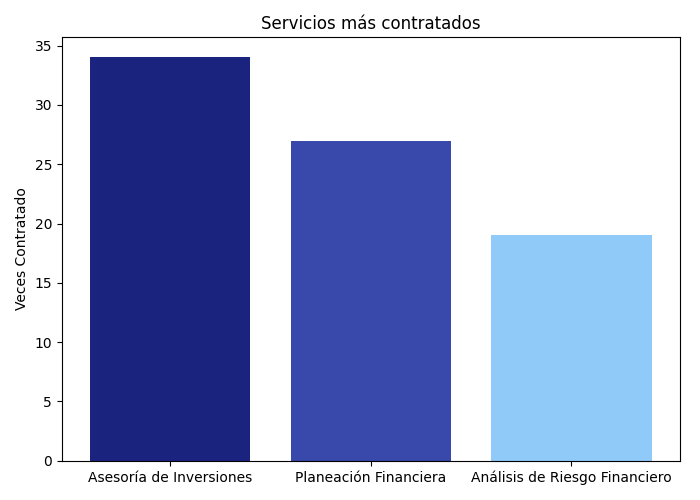 Servicios más contratados
Veces Contratado
35
30
25
20
15
10
5
0
Asesoría de Inversiones
Planeación Financiera
Análisis de Riesgo Financiero